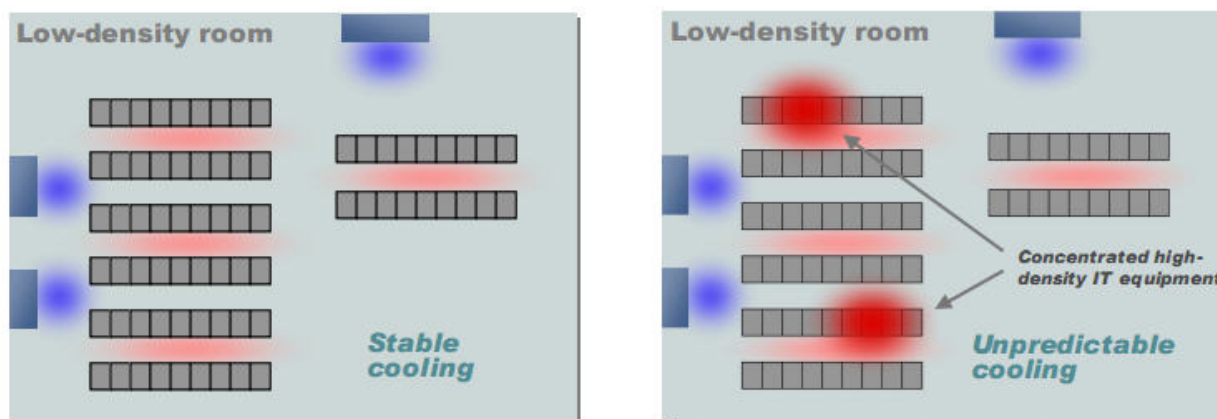 Low-density room
Stable
cooling
Low-density room
Concentrated high-
density IT equipment
Unpredictable
cooling